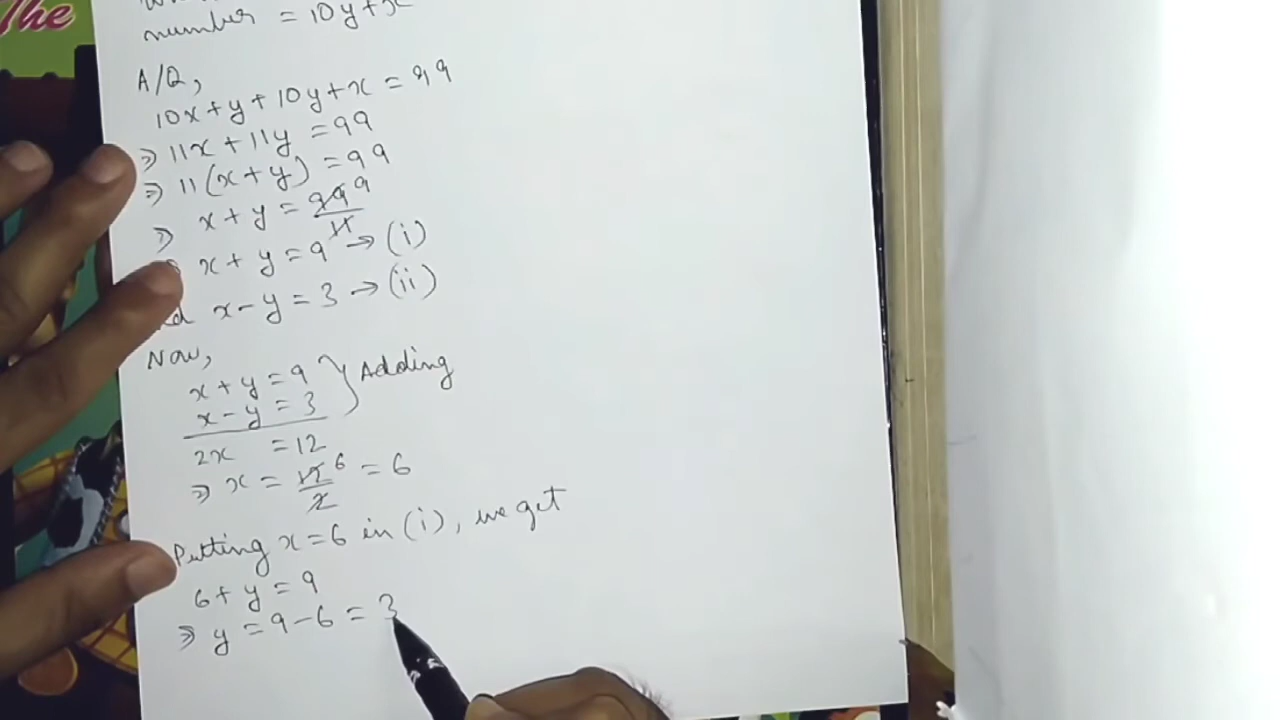 The
number = 10y+x
A/Q,
10x+y+10y+x = 99
⇒ 11x+11y = 99
⇒ 11(x+y) = 99
⇒ x+y = 99/11 9
x+y = 9 → (i)
x-y = 3 → (ii)
Now,
x+y = 9 } Adding
x-y = 3
2x = 12
⇒ x = 12/2 6 = 6
Putting x=6 in (i), we get
6+y = 9
⇒ y = 9-6 = 3